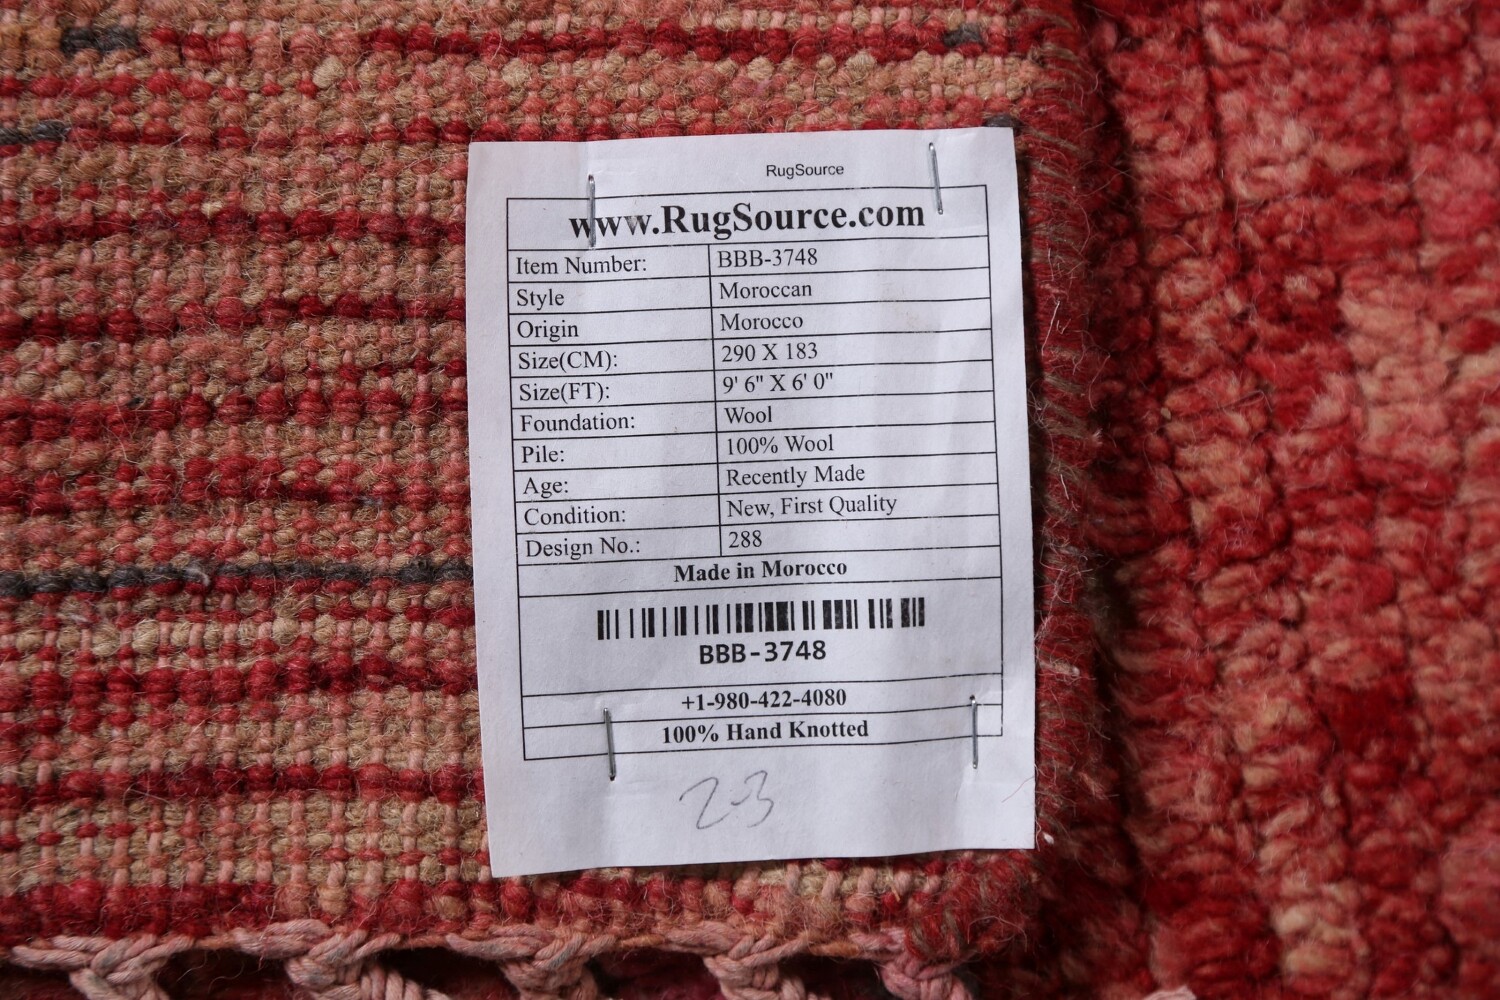 RugSource
www.RugSource.com
Item Number: BBB-3748
Style Moroccan
Origin Morocco
Size(CM): 290 X 183
Size(FT): 9' 6" X 6' 0"
Foundation: Wool
Pile: 100% Wool
Age: Recently Made
Condition: New, First Quality
Design No.: 288
Made in Morocco
BBB-3748
+1-980-422-4080
100% Hand Knotted
2-3